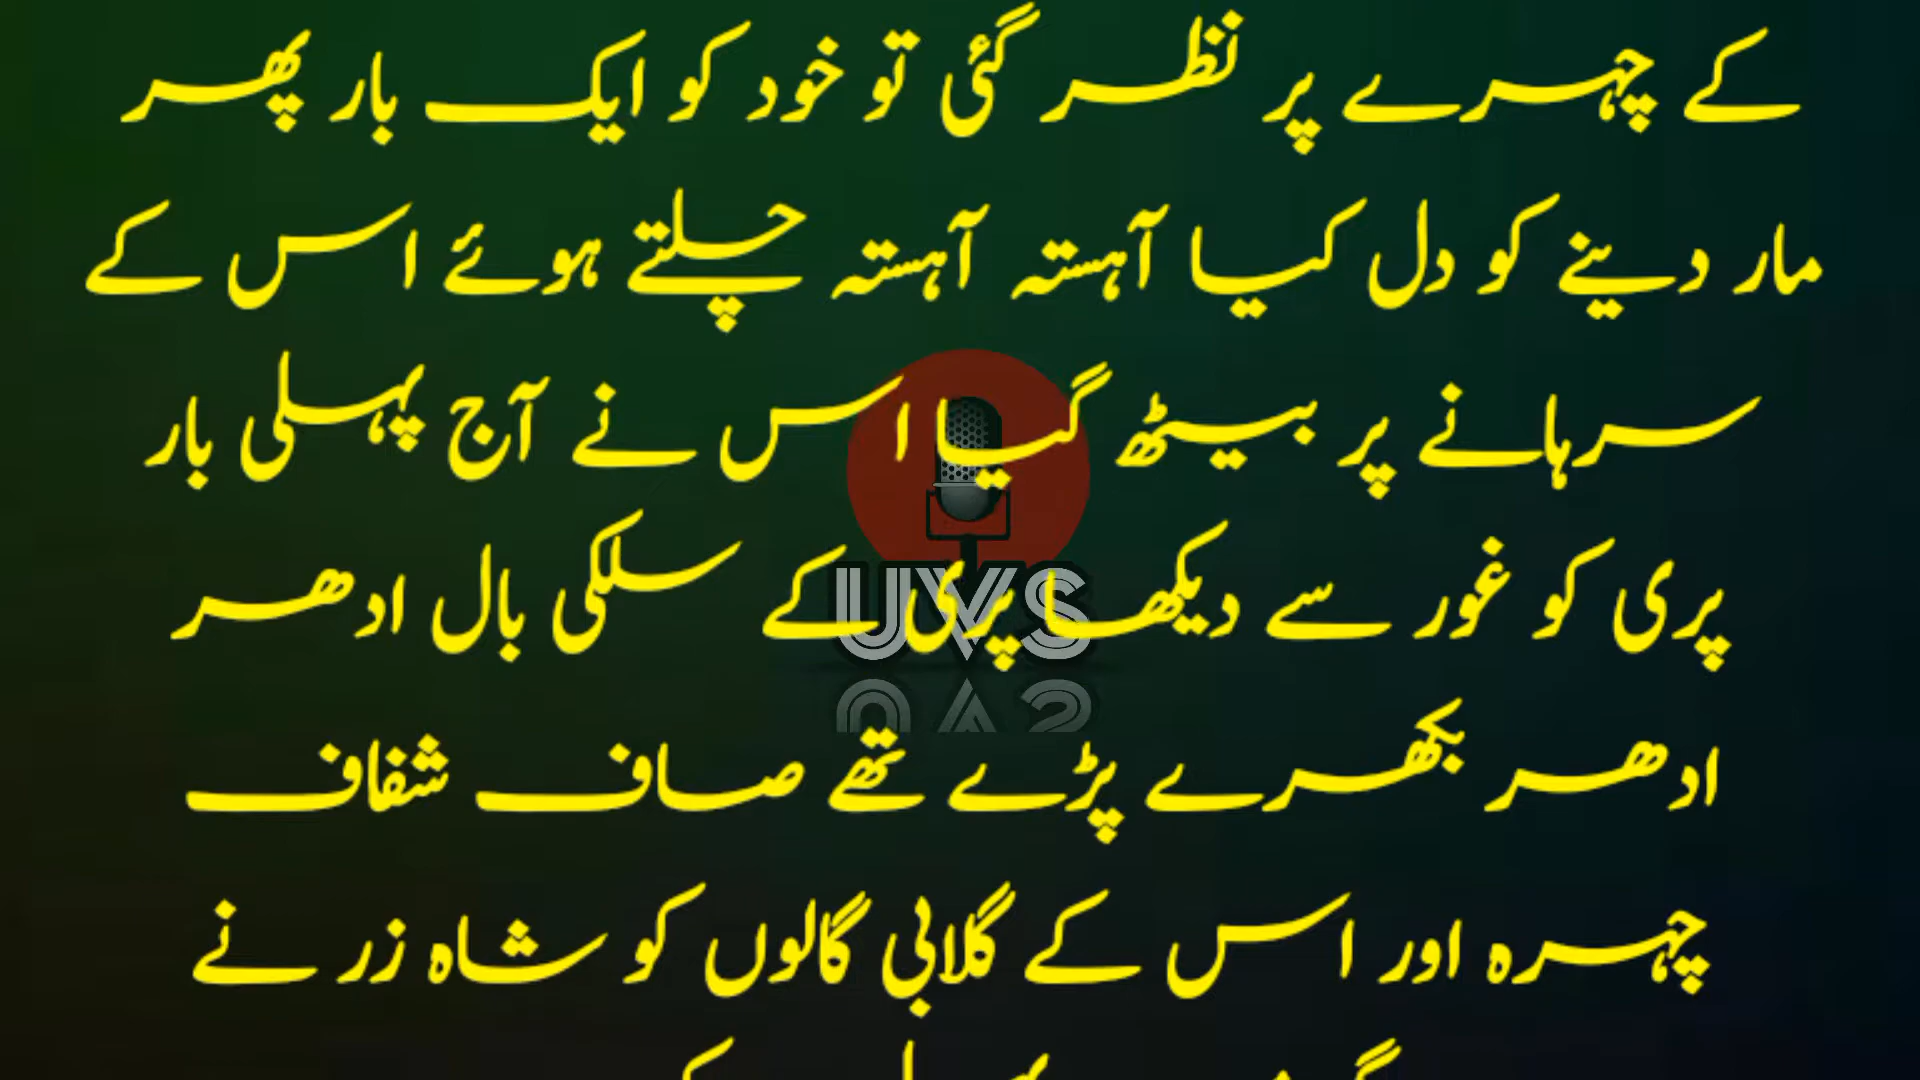 کے چہرے پر نظر گئی تو خود کو ایک بار پھر
مار دینے کو دل کیا آہستہ آہستہ چلتے ہوئے اس کے
سرہانے پر بیٹھ گیا اس نے آج پہلی بار
پری کو غور سے دیکھا پری کے سلکی بال ادھر
UVS
ادھر بکھرے پڑے تھے صاف شفاف
چہرہ اور اس کے گلابی گالوں کو شاہ زر نے